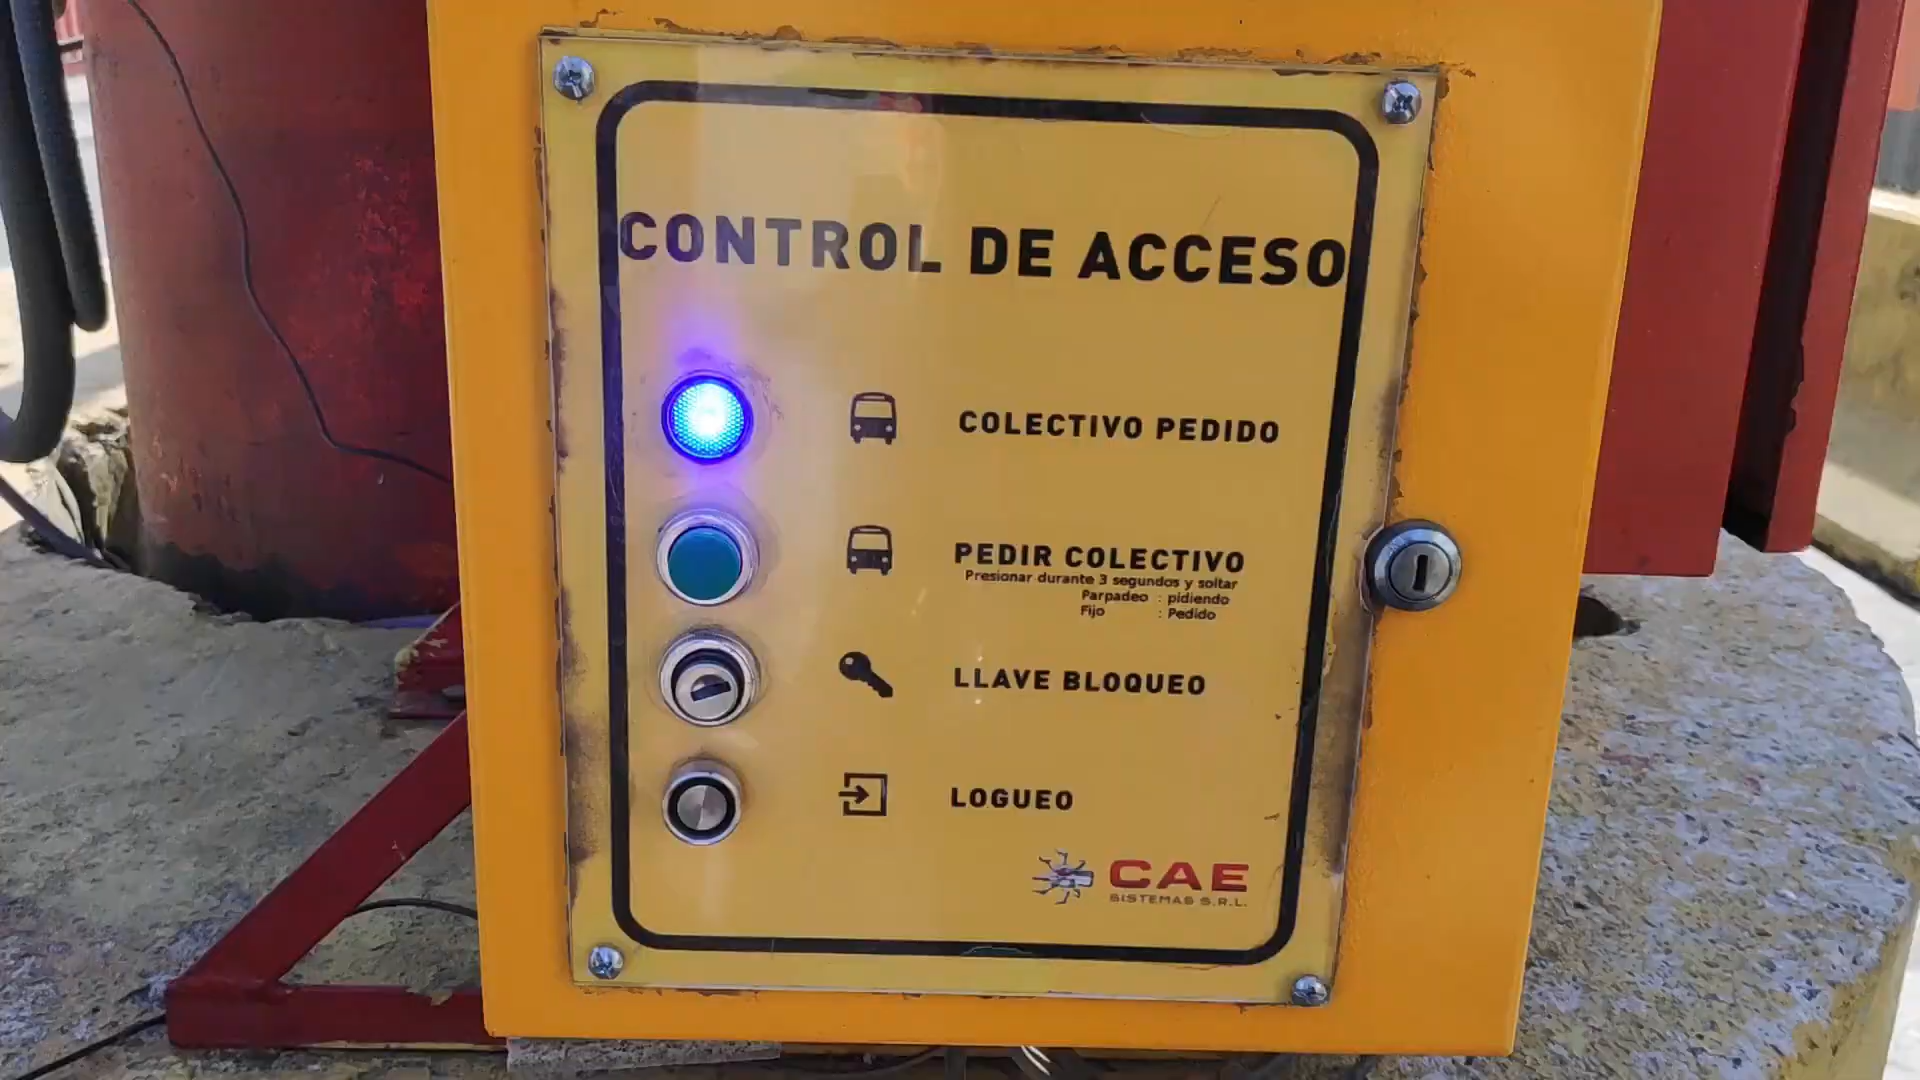 CONTROL DE ACCESO
COLECTIVO PEDIDO
PEDIR COLECTIVO
Presionar durante 3 segundos y soltar
Parpadeo : pidiendo
Fijo : Pedido
LLAVE BLOQUEO
LOGUEO
CAE
SISTEMAS S.R.L.